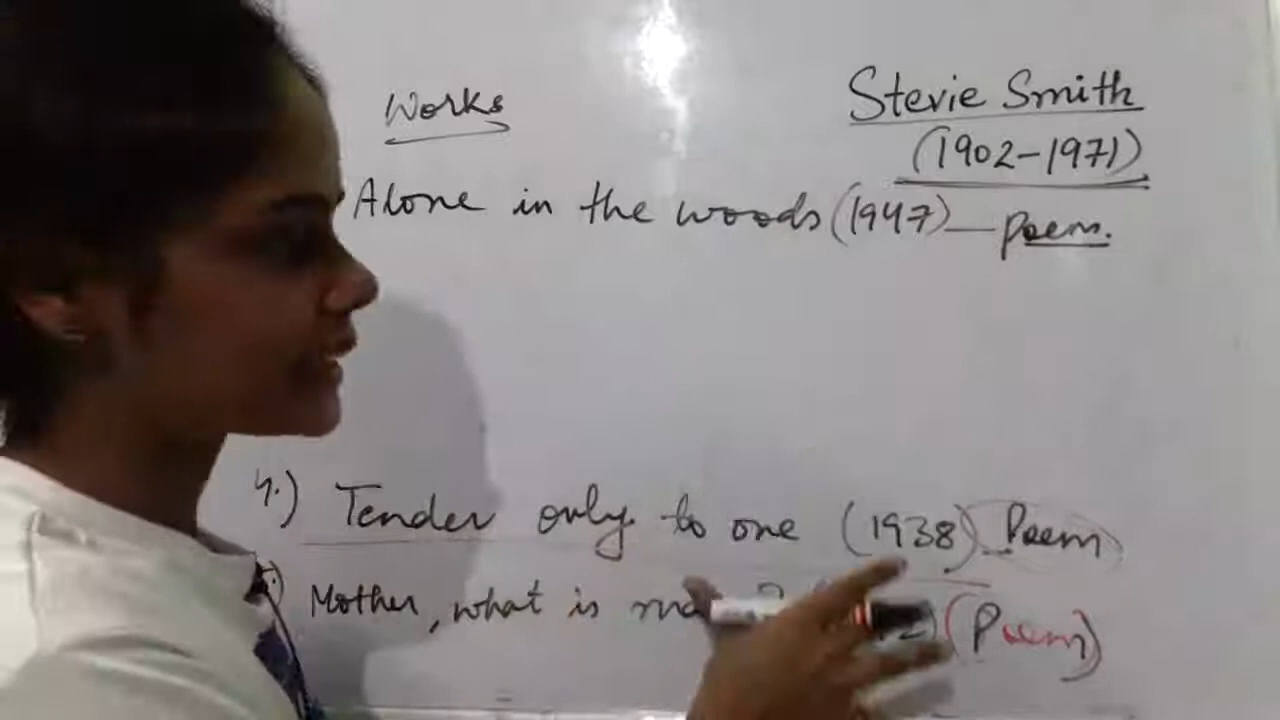 Works
Stevie Smith
(1902-1971)
Alone in the woods (1947) — poem.
4.) Tender only to one (1938) Poem
Mother, what is (Poem)